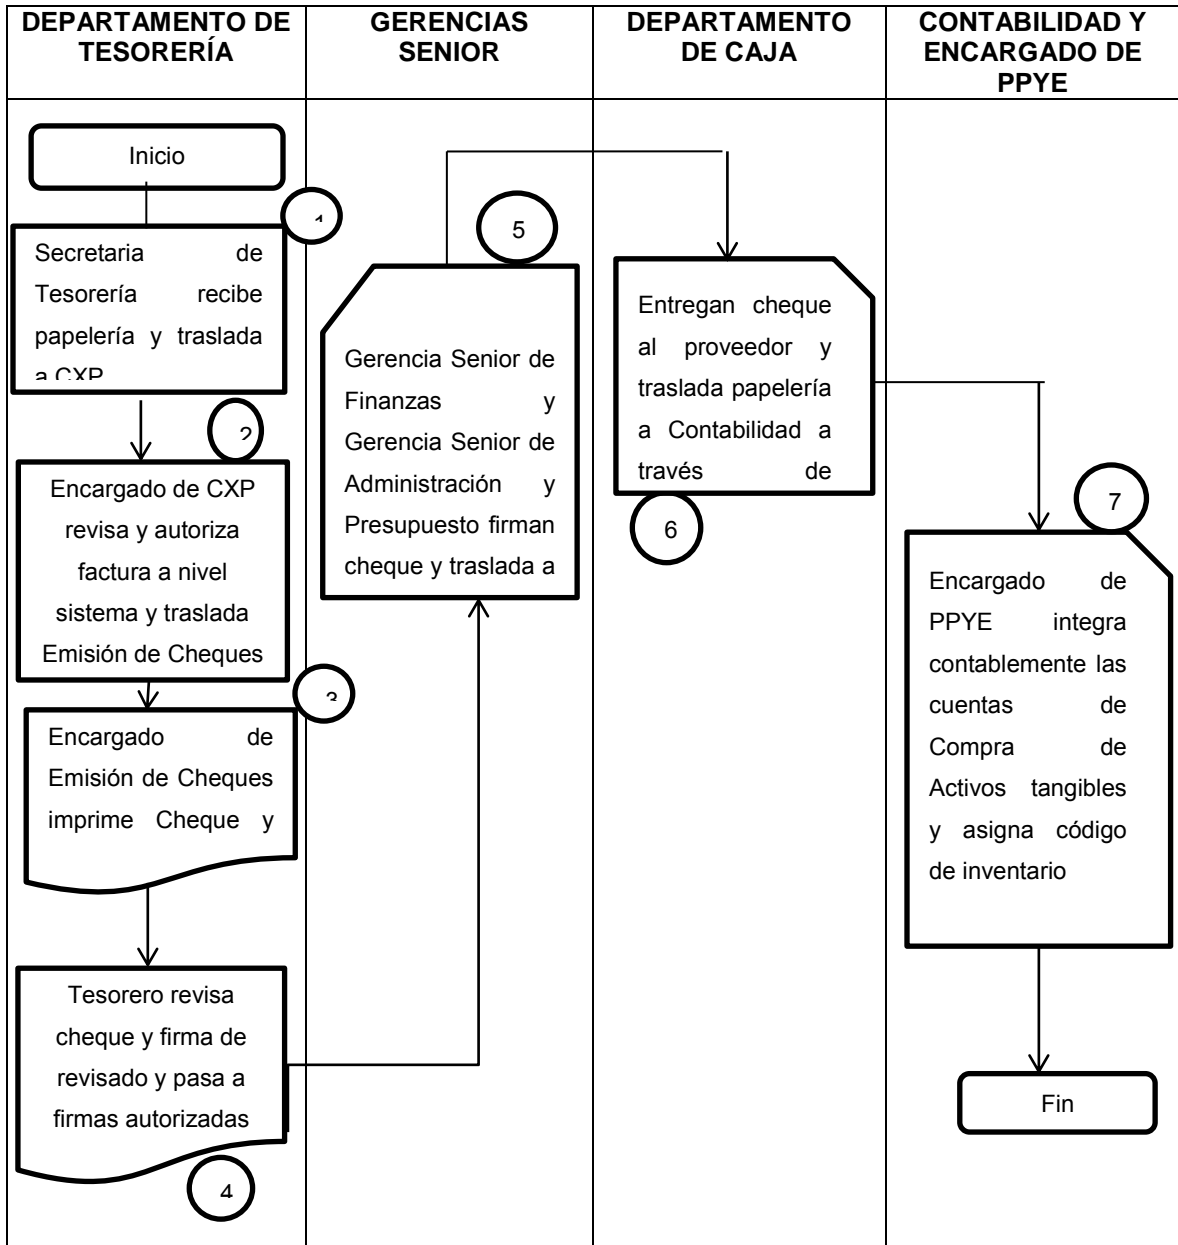 DEPARTAMENTO DE
TESORERÍA
GERENCIAS
SENIOR
DEPARTAMENTO
DE CAJA
CONTABILIDAD Y
ENCARGADO DE
PPYE
Inicio
1
Secretaria de
Tesorería recibe
papelería y traslada
a CXP
2
Encargado de CXP
revisa y autoriza
factura a nivel
sistema y traslada
Emisión de Cheques
3
Encargado de
Emisión de Cheques
imprime Cheque y
Tesorero revisa
cheque y firma de
revisado y pasa a
firmas autorizadas
4
5
Gerencia Senior de
Finanzas y
Gerencia Senior de
Administración y
Presupuesto firman
cheque y traslada a
Entregan cheque
al proveedor y
traslada papelería
a Contabilidad a
través de
6
7
Encargado de
PPYE integra
contablemente las
cuentas de
Compra de
Activos tangibles
y asigna código
de inventario
Fin